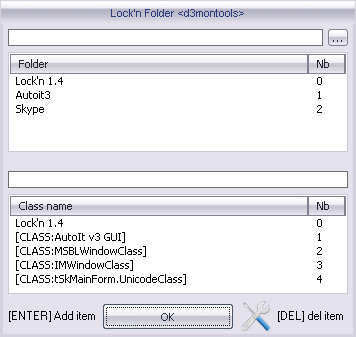 Lock'n Folder <d3montools>
...
Folder Nb
Lock'n 1.4 0
Autoit3 1
Skype 2
Class name Nb
Lock'n 1.4 0
[CLASS:AutoIt v3 GUI] 1
[CLASS:MSBLWindowClass] 2
[CLASS:IMWindowClass] 3
[CLASS:tSkMainForm.UnicodeClass] 4
[ENTER] Add item OK [DEL] del item